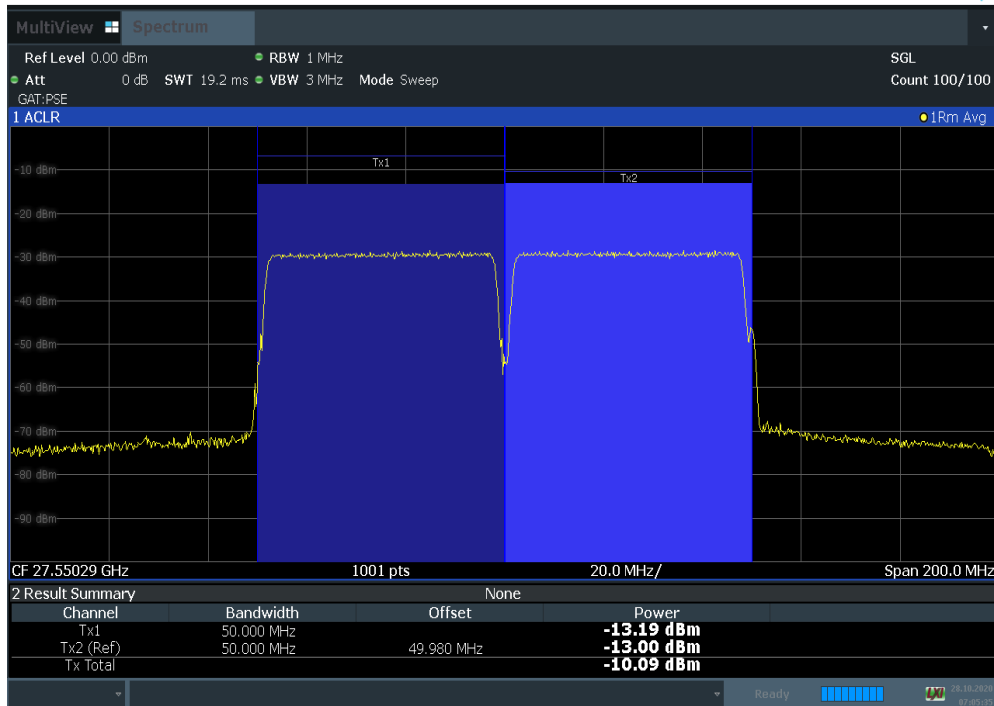 MultiView Spectrum
Ref Level 0.00 dBm RBW 1 MHz SGL
Att 0 dB SWT 19.2 ms VBW 3 MHz Mode Sweep Count 100/100
GAT:PSE
1 ACLR 1Rm Avg
Tx1
-10 dBm
Tx2
-20 dBm
-30 dBm
-40 dBm
-50 dBm
-60 dBm
-70 dBm
-80 dBm
-90 dBm
CF 27.55029 GHz 1001 pts 20.0 MHz/ Span 200.0 MHz
2 Result Summary None
Channel Bandwidth Offset Power
Tx1 50.000 MHz -13.19 dBm
Tx2 (Ref) 50.000 MHz 49.980 MHz -13.00 dBm
Tx Total -10.09 dBm
Ready LXI 28.10.2020
07:05:35